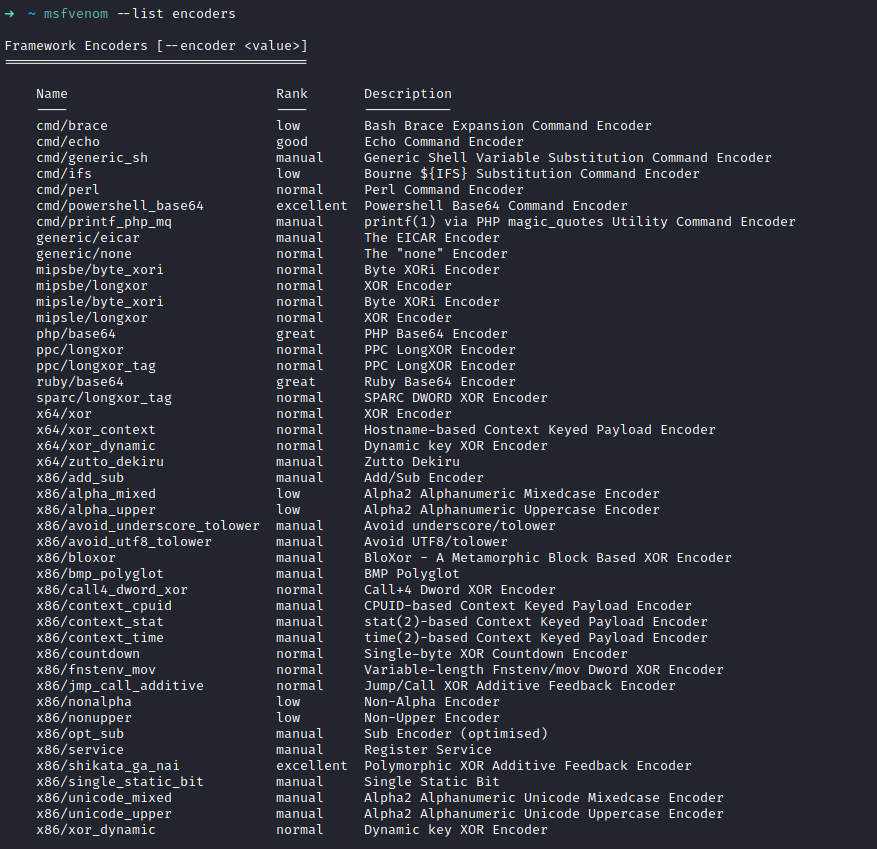 → ~ msfvenom --list encoders
Framework Encoders [--encoder <value>]
======================================
Name Rank Description
---- ---- -----------
cmd/brace low Bash Brace Expansion Command Encoder
cmd/echo good Echo Command Encoder
cmd/generic_sh manual Generic Shell Variable Substitution Command Encoder
cmd/ifs low Bourne ${IFS} Substitution Command Encoder
cmd/perl normal Perl Command Encoder
cmd/powershell_base64 excellent Powershell Base64 Command Encoder
cmd/printf_php_mq manual printf(1) via PHP magic_quotes Utility Command Encoder
generic/eicar manual The EICAR Encoder
generic/none normal The "none" Encoder
mipsbe/byte_xori normal Byte XORi Encoder
mipsbe/longxor normal XOR Encoder
mipsle/byte_xori normal Byte XORi Encoder
mipsle/longxor normal XOR Encoder
php/base64 great PHP Base64 Encoder
ppc/longxor normal PPC LongXOR Encoder
ppc/longxor_tag normal PPC LongXOR Encoder
ruby/base64 great Ruby Base64 Encoder
sparc/longxor_tag normal SPARC DWORD XOR Encoder
x64/xor normal XOR Encoder
x64/xor_context normal Hostname-based Context Keyed Payload Encoder
x64/xor_dynamic normal Dynamic key XOR Encoder
x64/zutto_dekiru manual Zutto Dekiru
x86/add_sub manual Add/Sub Encoder
x86/alpha_mixed low Alpha2 Alphanumeric Mixedcase Encoder
x86/alpha_upper low Alpha2 Alphanumeric Uppercase Encoder
x86/avoid_underscore_tolower manual Avoid underscore/tolower
x86/avoid_utf8_tolower manual Avoid UTF8/tolower
x86/bloxor manual BloXor - A Metamorphic Block Based XOR Encoder
x86/bmp_polyglot manual BMP Polyglot
x86/call4_dword_xor normal Call+4 Dword XOR Encoder
x86/context_cpuid manual CPUID-based Context Keyed Payload Encoder
x86/context_stat manual stat(2)-based Context Keyed Payload Encoder
x86/context_time manual time(2)-based Context Keyed Payload Encoder
x86/countdown normal Single-byte XOR Countdown Encoder
x86/fnstenv_mov normal Variable-length Fnstenv/mov Dword XOR Encoder
x86/jmp_call_additive normal Jump/Call XOR Additive Feedback Encoder
x86/nonalpha low Non-Alpha Encoder
x86/nonupper low Non-Upper Encoder
x86/opt_sub manual Sub Encoder (optimised)
x86/service manual Register Service
x86/shikata_ga_nai excellent Polymorphic XOR Additive Feedback Encoder
x86/single_static_bit manual Single Static Bit
x86/unicode_mixed manual Alpha2 Alphanumeric Unicode Mixedcase Encoder
x86/unicode_upper manual Alpha2 Alphanumeric Unicode Uppercase Encoder
x86/xor_dynamic normal Dynamic key XOR Encoder